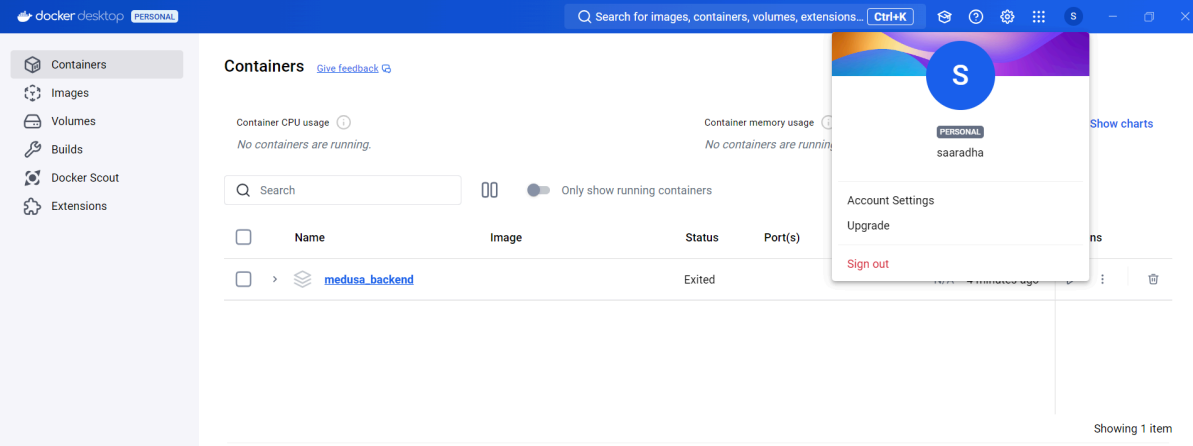 docker desktop PERSONAL
Search for images, containers, volumes, extensions... Ctrl+K
S
Containers
Images
Volumes
Builds
Docker Scout
Extensions
Containers Give feedback
Container CPU usage
No containers are running.
Container memory usage
No containers are runnin
Show charts
Search
Only show running containers
Name Image Status Port(s) ns
medusa_backend Exited N/A 4 minutes ago
Showing 1 item
S
PERSONAL
saaradha
Account Settings
Upgrade
Sign out